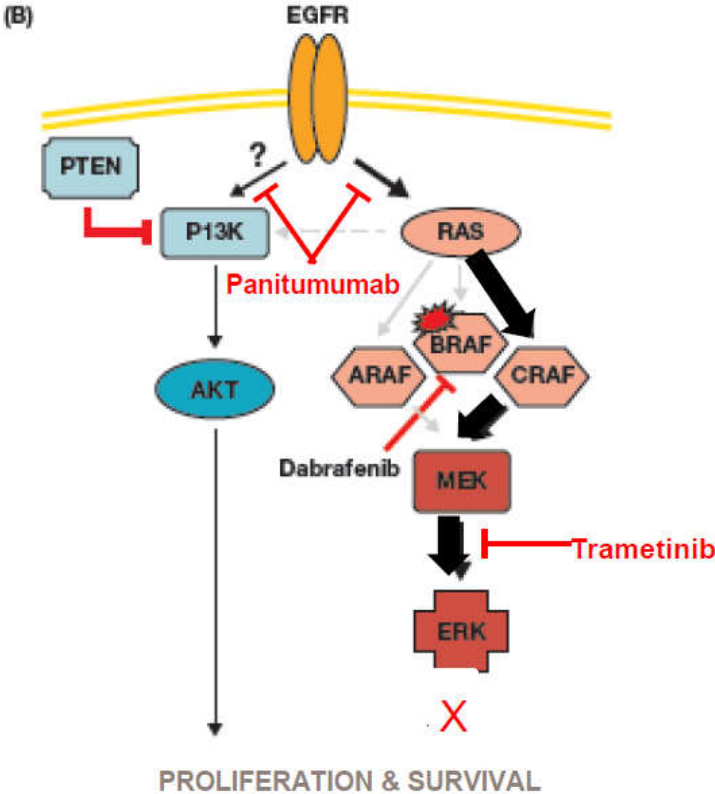 (B)
EGFR
PTEN
?
P13K
RAS
Panitumumab
BRAF
ARAF
CRAF
AKT
Dabrafenib
MEK
Trametinib
ERK
X
PROLIFERATION & SURVIVAL